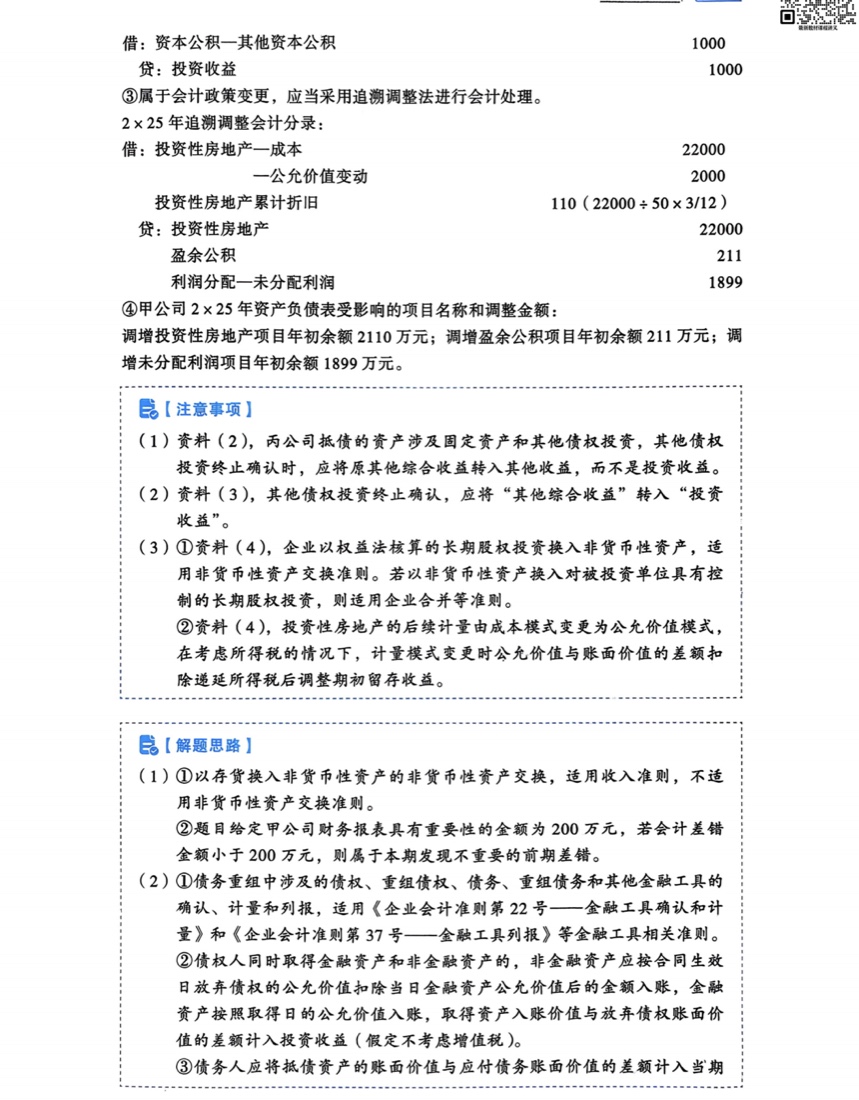 借：资本公积—其他资本公积 1000
贷：投资收益 1000
③属于会计政策变更，应当采用追溯调整法进行会计处理。
2×25年追溯调整会计分录：
借：投资性房地产—成本 22000
—公允价值变动 2000
投资性房地产累计折旧 110（22000÷50×3/12）
贷：投资性房地产 22000
盈余公积 211
利润分配—未分配利润 1899
④甲公司2×25年资产负债表受影响的项目名称和调整金额：
调增投资性房地产项目年初余额2110万元；调增盈余公积项目年初余额211万元；调
增未分配利润项目年初余额1899万元。
【注意事项】
（1）资料（2），丙公司抵债的资产涉及固定资产和其他债权投资，其他债权
投资终止确认时，应将原其他综合收益转入其他收益，而不是投资收益。
（2）资料（3），其他债权投资终止确认，应将“其他综合收益”转入“投资
收益”。
（3）①资料（4），企业以权益法核算的长期股权投资换入非货币性资产，适
用非货币性资产交换准则。若以非货币性资产换入对被投资单位具有控
制的长期股权投资，则适用企业合并等准则。
②资料（4），投资性房地产的后续计量由成本模式变更为公允价值模式，
在考虑所得税的情况下，计量模式变更时公允价值与账面价值的差额扣
除递延所得税后调整期初留存收益。
【解题思路】
（1）①以存货换入非货币性资产的非货币性资产交换，适用收入准则，不适
用非货币性资产交换准则。
②题目给定甲公司财务报表具有重要性的金额为200万元，若会计差错
金额小于200万元，则属于本期发现不重要的前期差错。
（2）①债务重组中涉及的债权、重组债权、债务、重组债务和其他金融工具的
确认、计量和列报，适用《企业会计准则第22号——金融工具确认和计
量》和《企业会计准则第37号——金融工具列报》等金融工具相关准则。
②债权人同时取得金融资产和非金融资产的，非金融资产应按合同生效
日放弃债权的公允价值扣除当日金融资产公允价值后的金额入账，金融
资产按照取得日的公允价值入账，取得资产入账价值与放弃债权账面价
值的差额计入投资收益（假定不考虑增值税）。
③债务人应将抵债资产的账面价值与应付债务账面价值的差额计入当期